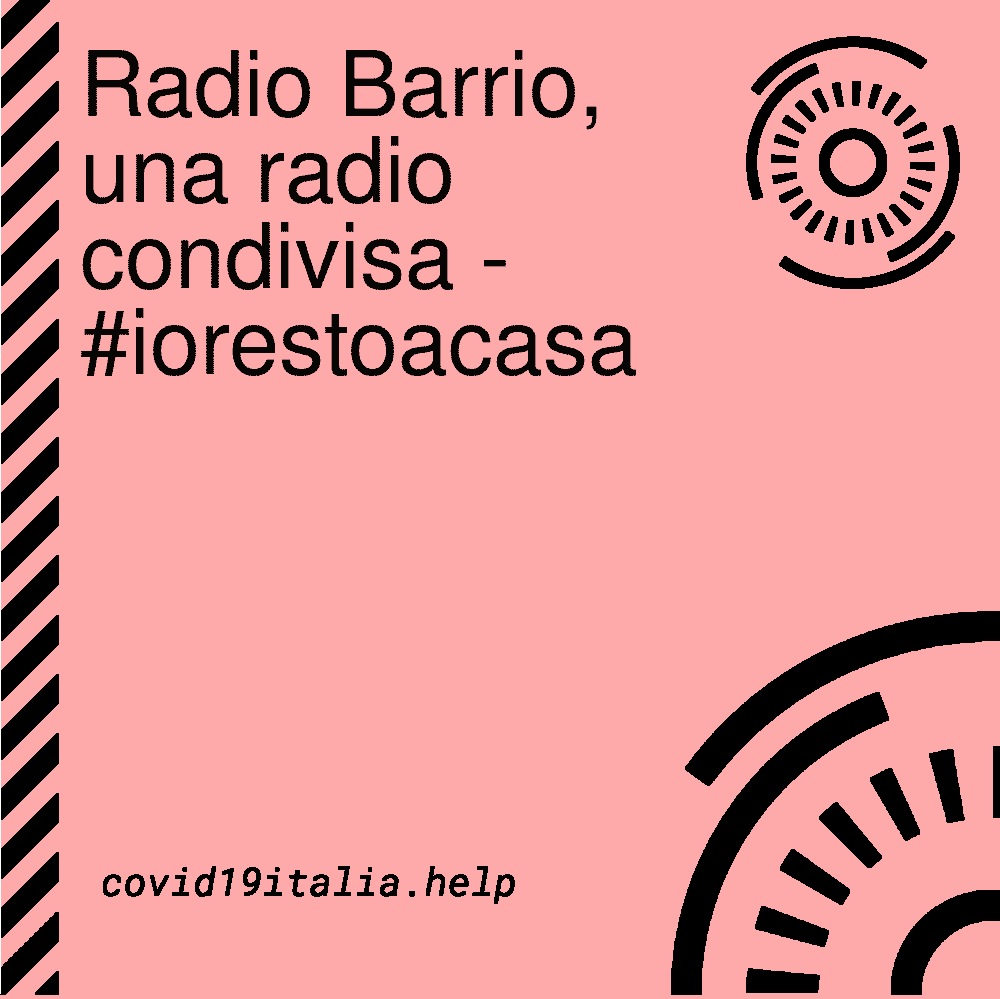 Radio Barrio,
una radio
condivisa -
#iorestoacasa
covid19italia.help